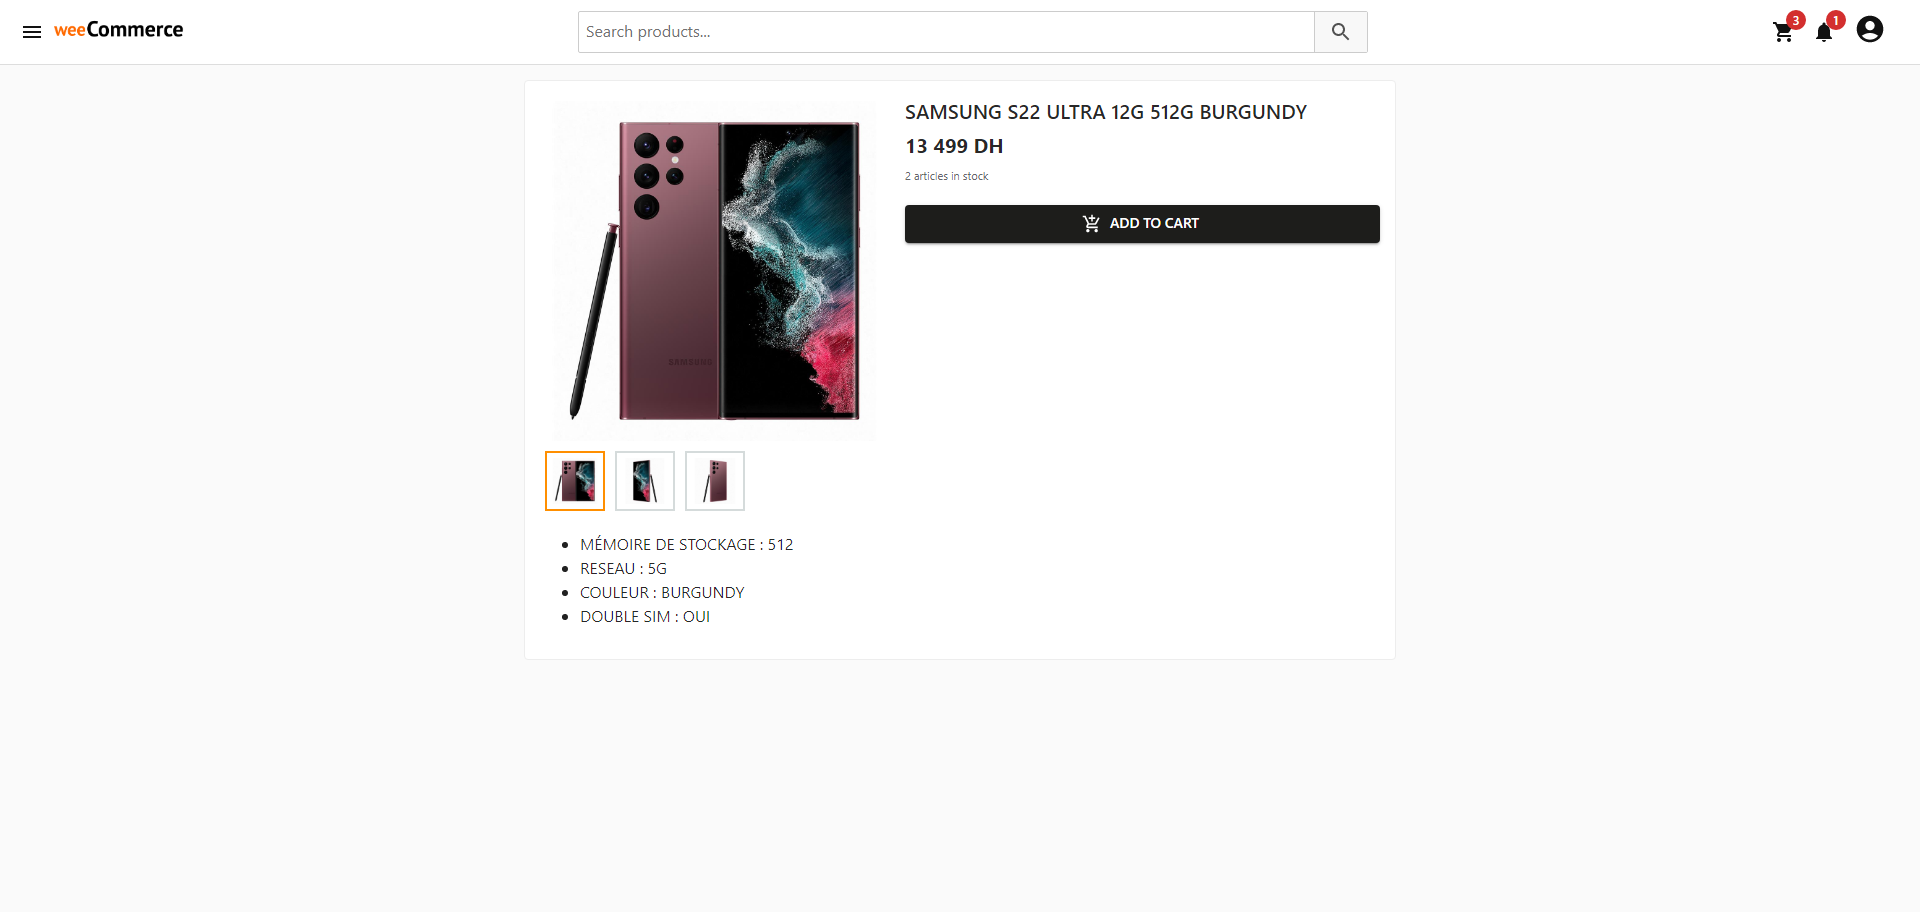 weeCommerce
Search products...
3
1
SAMSUNG S22 ULTRA 12G 512G BURGUNDY
13 499 DH
2 articles in stock
ADD TO CART
SAMSUNG
MÉMOIRE DE STOCKAGE : 512
RESEAU : 5G
COULEUR : BURGUNDY
DOUBLE SIM : OUI